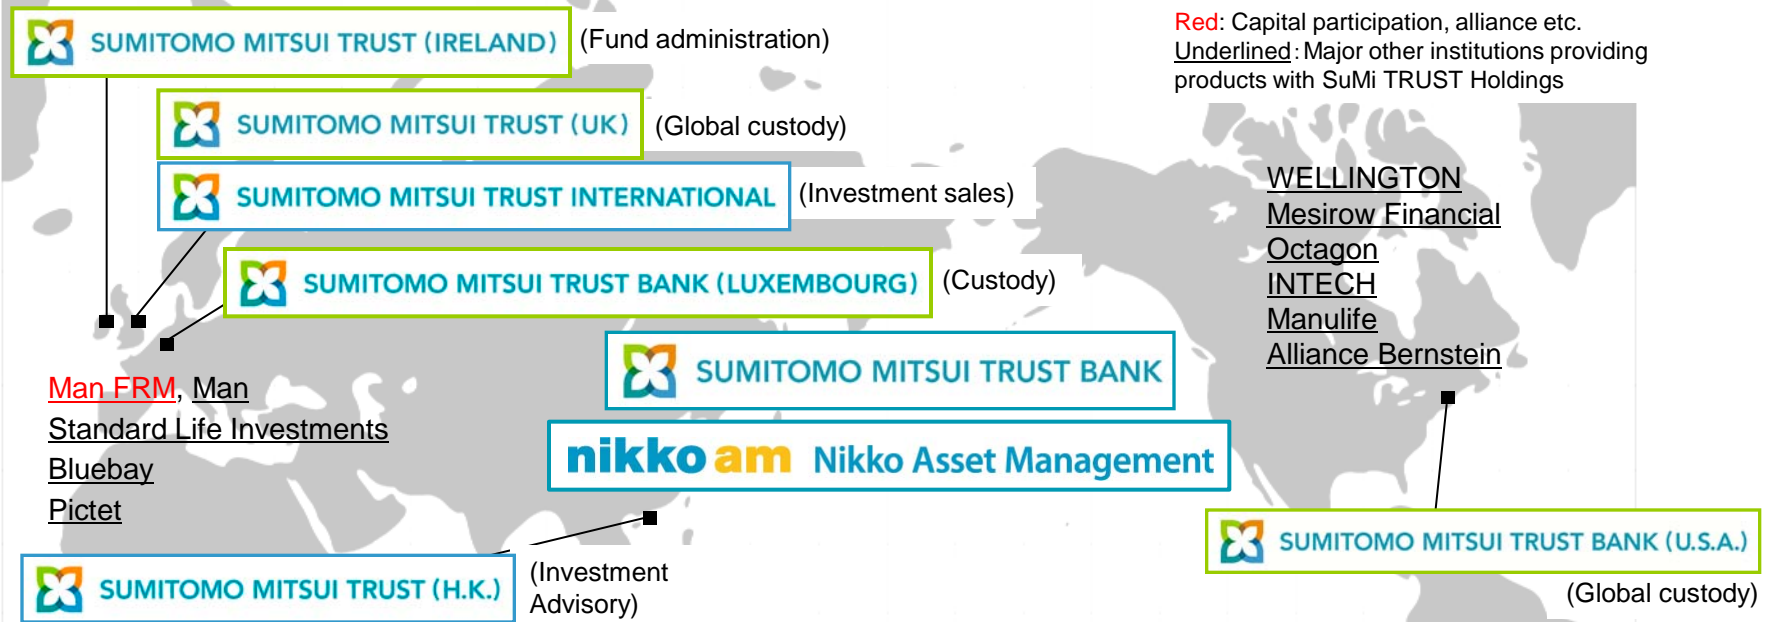 SUMITOMO MITSUI TRUST (IRELAND) (Fund administration)
Red: Capital participation, alliance etc.
Underlined: Major other institutions providing
products with SuMi TRUST Holdings
SUMITOMO MITSUI TRUST (UK) (Global custody)
SUMITOMO MITSUI TRUST INTERNATIONAL (Investment sales)
SUMITOMO MITSUI TRUST BANK (LUXEMBOURG) (Custody)
WELLINGTON
Mesirow Financial
Octagon
INTECH
Manulife
Alliance Bernstein
SUMITOMO MITSUI TRUST BANK
nikko am Nikko Asset Management
Man FRM, Man
Standard Life Investments
Bluebay
Pictet
SUMITOMO MITSUI TRUST (H.K.)
(Investment
Advisory)
SUMITOMO MITSUI TRUST BANK (U.S.A.)
(Global custody)